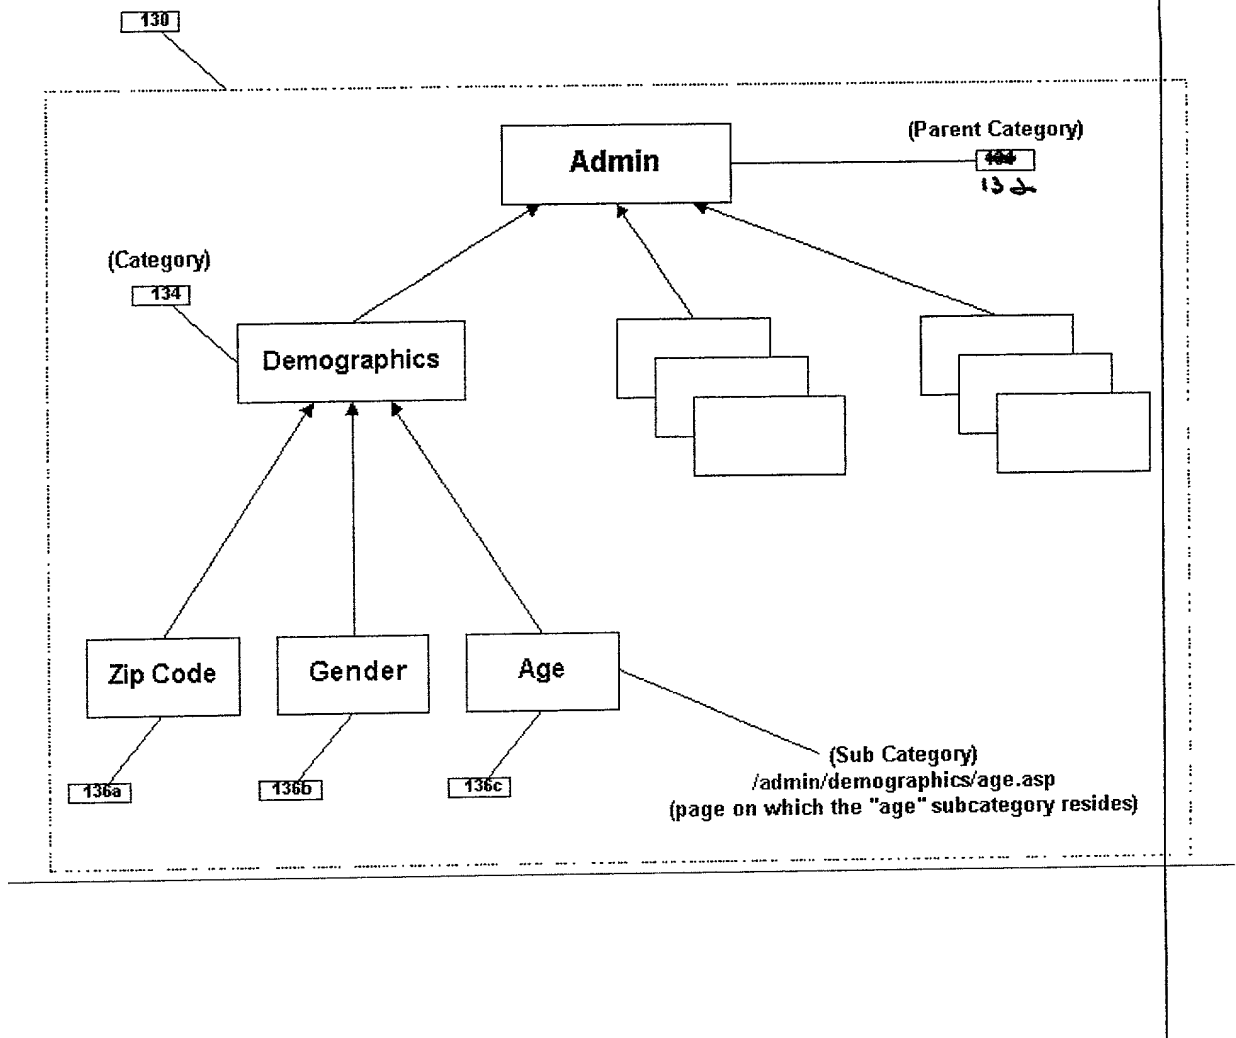 130
(Parent Category)
Admin
132
(Category)
134
Demographics
Zip Code
Gender
Age
(Sub Category)
/admin/demographics/age.asp
(page on which the "age" subcategory resides)
136a
136b
136c